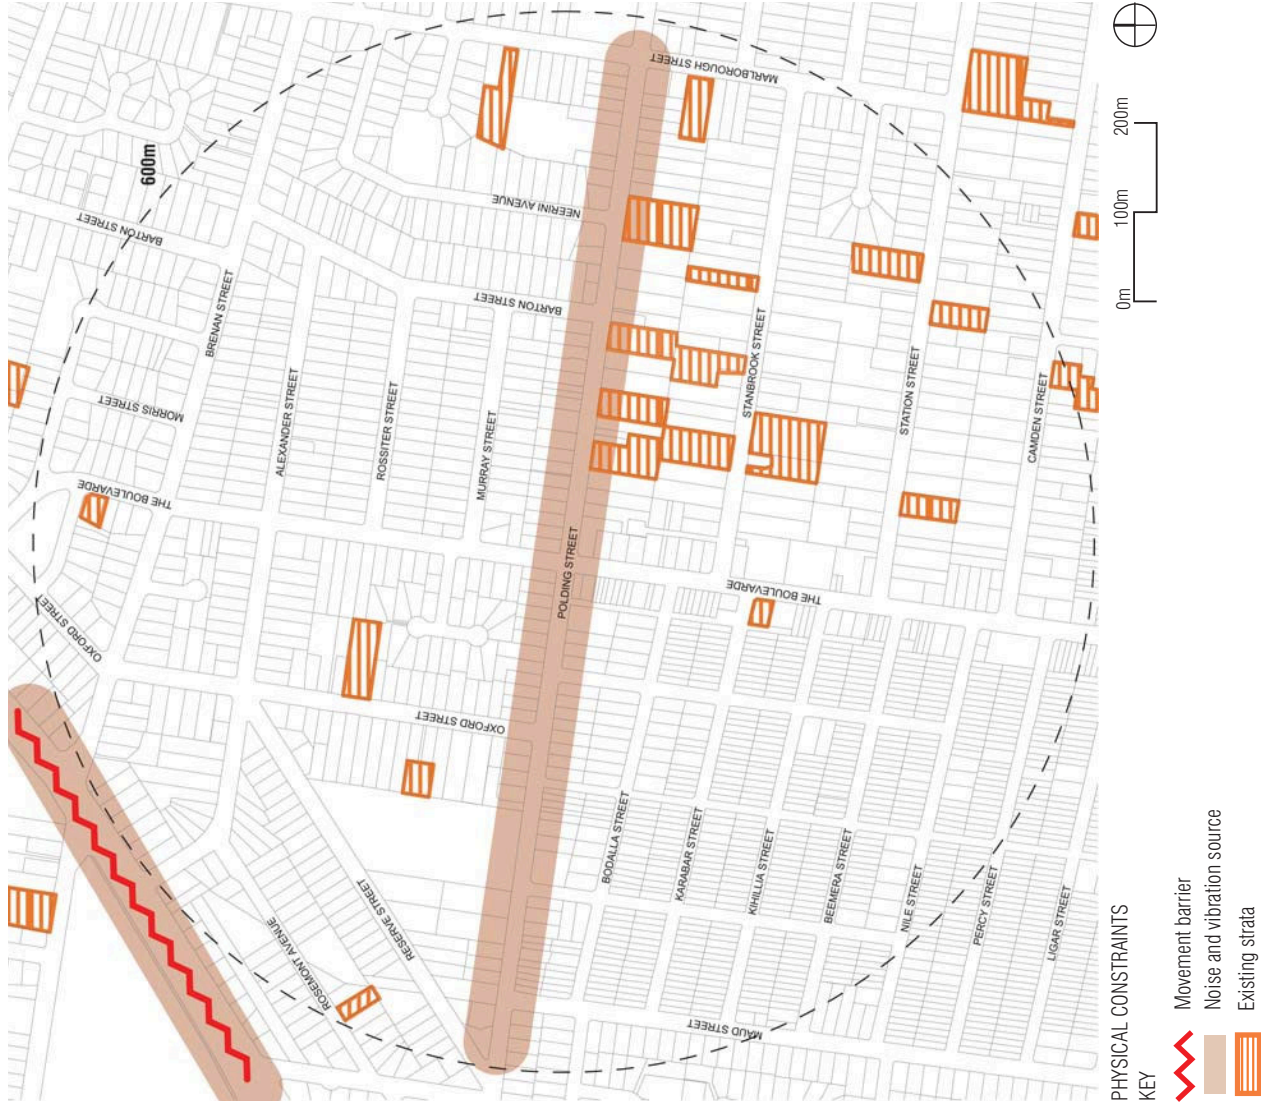 600m
BARTON STREET
BRENAN STREET
MORRIS STREET
THE BOULEVARDE
OXFORD STREET
ALEXANDER STREET
ROSSITER STREET
MURRAY STREET
NEERINI AVENUE
BARTON STREET
MARLBOROUGH STREET
POLDING STREET
OXFORD STREET
RESERVE STREET
ROSEMONT AVENUE
STANBROOK STREET
STATION STREET
CAMDEN STREET
THE BOULEVARDE
BODALLA STREET
KARABAR STREET
KIHILLIA STREET
BEEMERA STREET
NILE STREET
PERCY STREET
LIGAR STREET
MAUD STREET
0m 100m 200m
PHYSICAL CONSTRAINTS
KEY
Movement barrier
Noise and vibration source
Existing strata